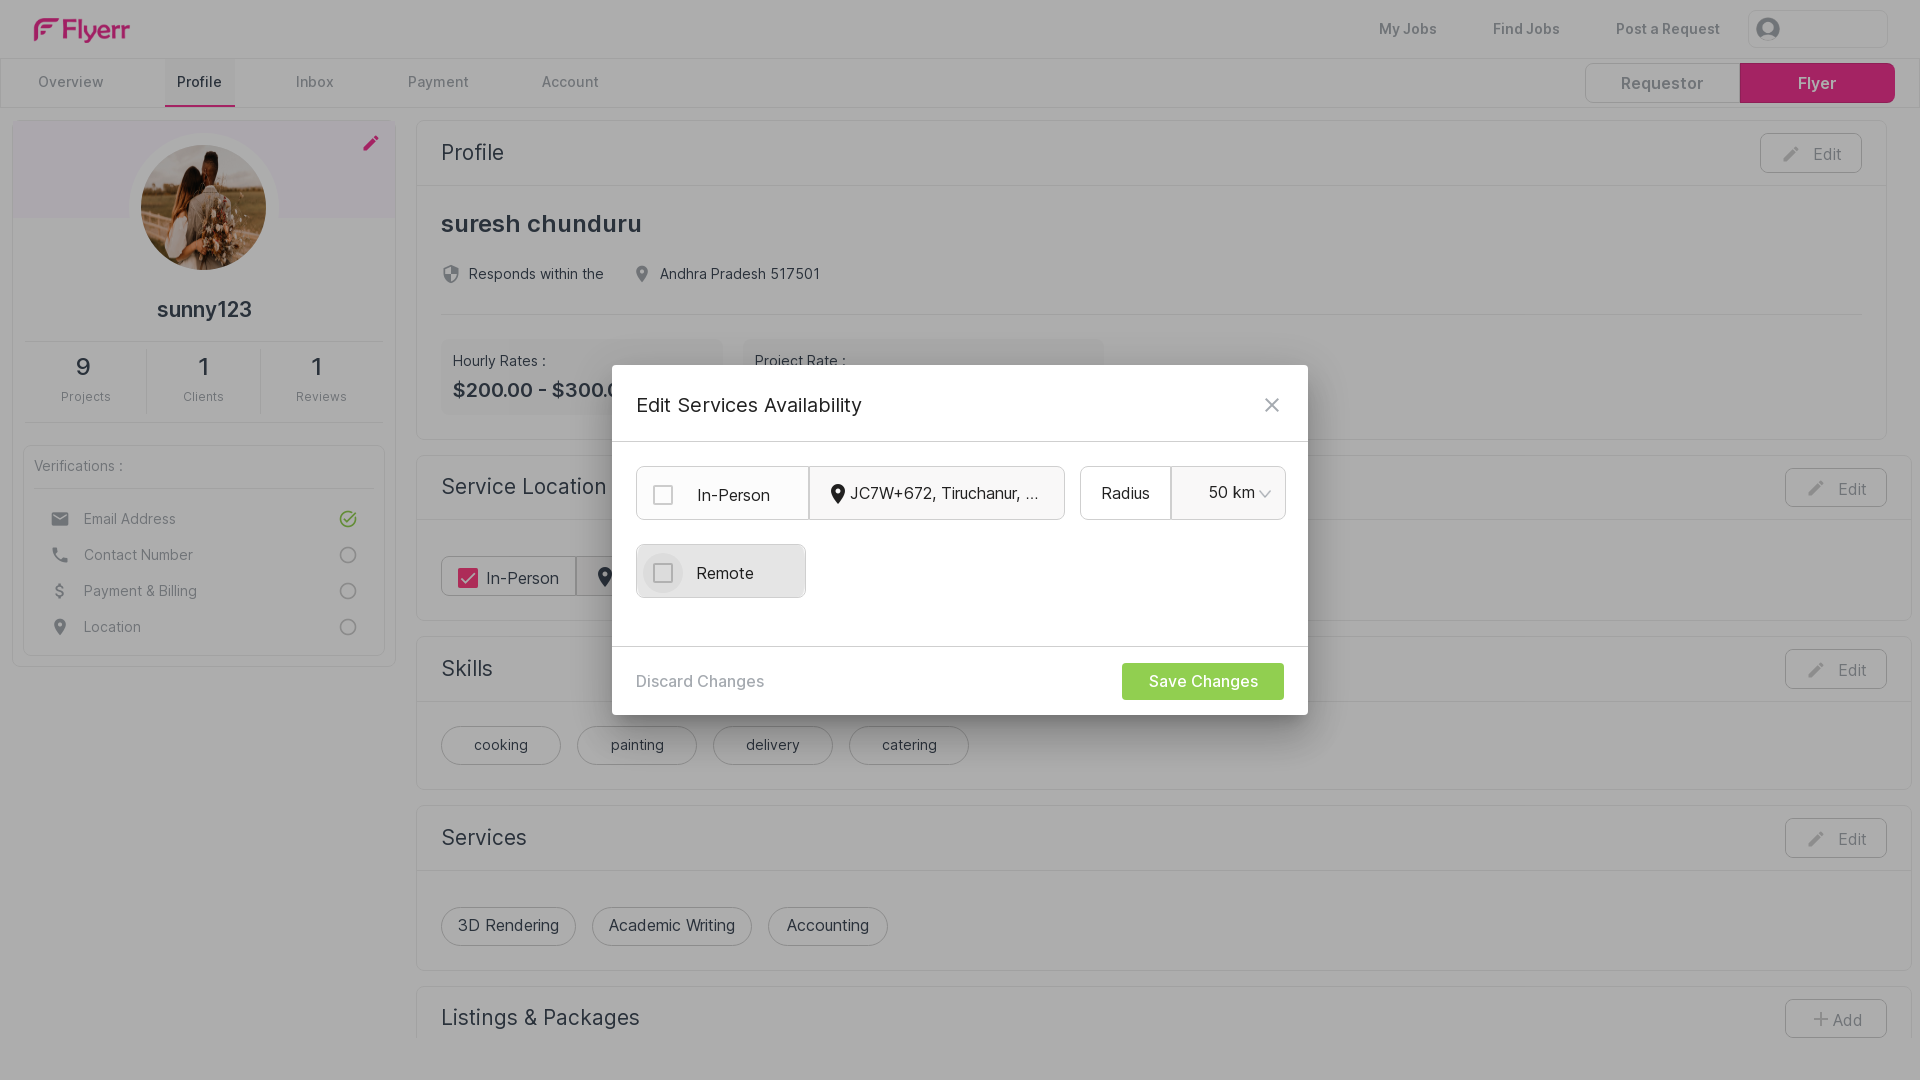 Flyerr
My Jobs
Find Jobs
Post a Request
Overview
Profile
Inbox
Payment
Account
Requestor
Flyer
sunny123
9
Projects
1
Clients
1
Reviews
Verifications :
Email Address
Contact Number
Payment & Billing
Location
Profile
Edit
suresh chunduru
Responds within the
Andhra Pradesh 517501
Hourly Rates :
$200.00 - $300.0
Project Rate :
Edit Services Availability
In-Person
JC7W+672, Tiruchanur, ...
Radius
50 km
Remote
Discard Changes
Save Changes
Service Location
Edit
In-Person
Skills
Edit
cooking
painting
delivery
catering
Services
Edit
3D Rendering
Academic Writing
Accounting
Listings & Packages
Add